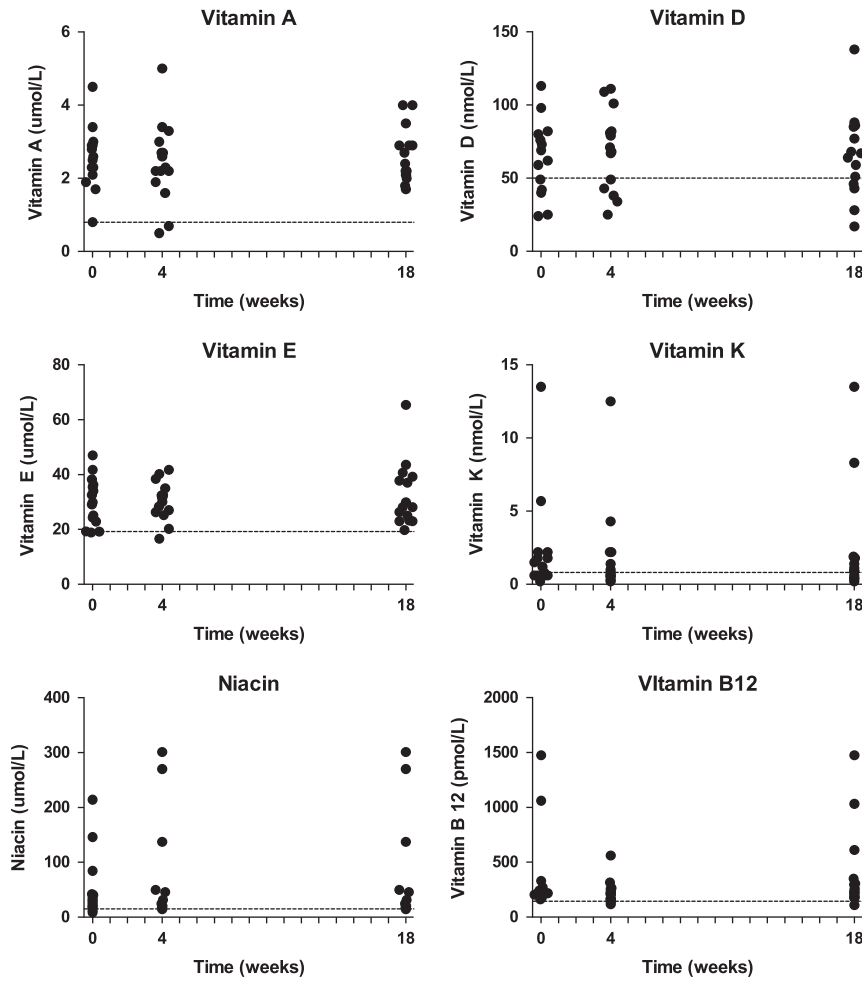 Vitamin A
Vitamin A (umol/L)
6
4
2
0
0 4 18
Time (weeks)
Vitamin D
Vitamin D (nmol/L)
150
100
50
0
0 4 18
Time (weeks)
Vitamin E
Vitamin E (umol/L)
80
60
40
20
0
0 4 18
Time (weeks)
Vitamin K
Vitamin K (nmol/L)
15
10
5
0
0 4 18
Time (weeks)
Niacin
Niacin (umol/L)
400
300
200
100
0
0 4 18
Time (weeks)
VItamin B12
Vitamin B 12 (pmol/L)
2000
1500
1000
500
0
0 4 18
Time (weeks)